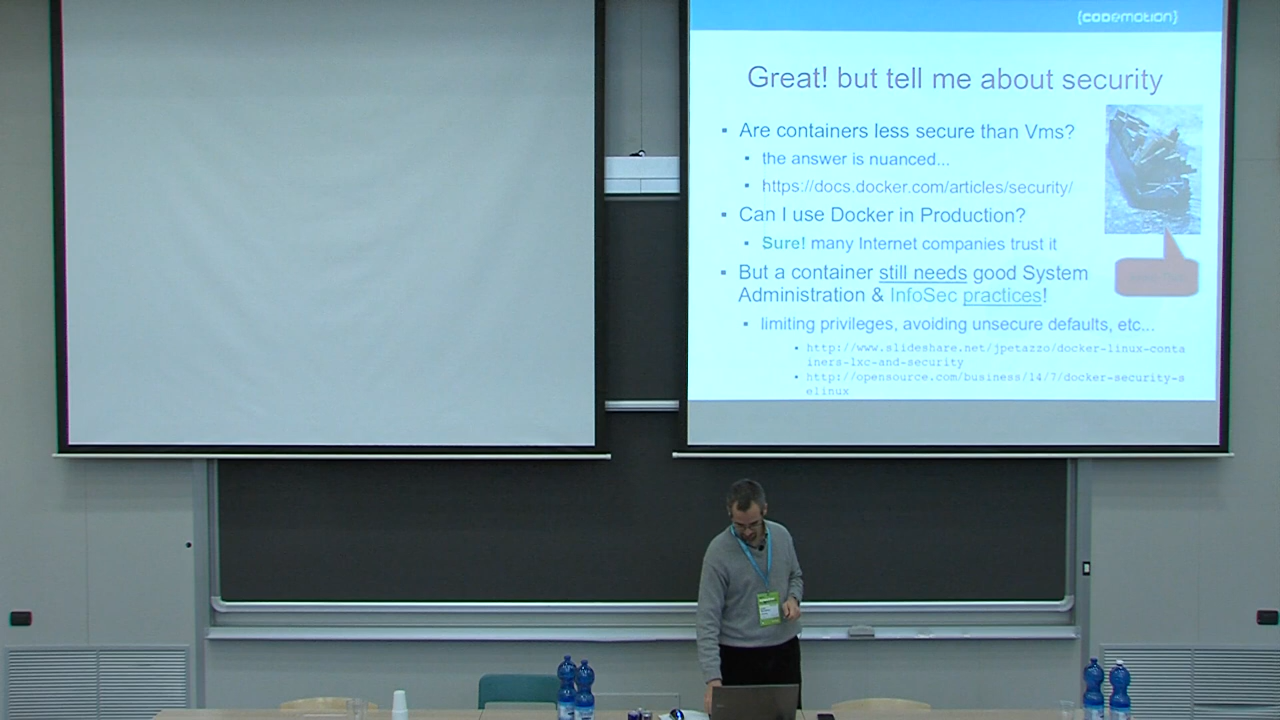 {codemotion}
Great! but tell me about security
Are containers less secure than Vms?
the answer is nuanced...
https://docs.docker.com/articles/security/
Can I use Docker in Production?
Sure! many Internet companies trust it
But a container still needs good System
Administration & InfoSec practices!
limiting privileges, avoiding unsecure defaults, etc...
http://www.slideshare.net/jpetazzo/docker-linux-conta
iners-lxc-and-security
http://opensource.com/business/14/7/docker-security-s
elinux